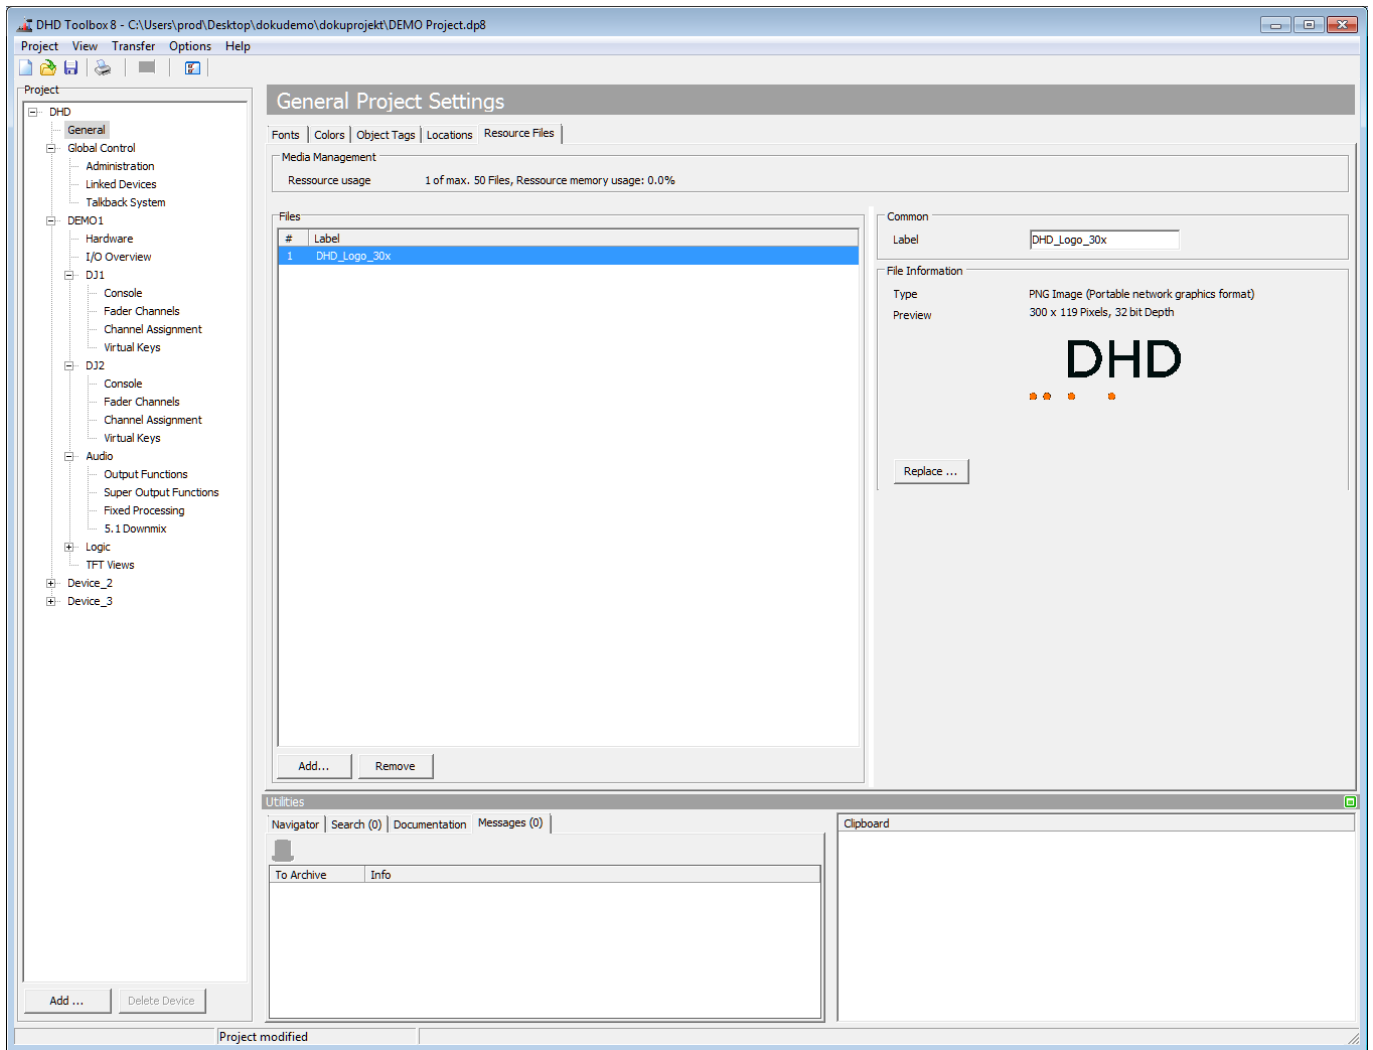 DHD Toolbox 8 - C:\Users\prod\Desktop\dokudemo\dokuprojekt\DEMO Project.dp8
Project View Transfer Options Help
Project
DHD
General
Global Control
Administration
Linked Devices
Talkback System
DEMO1
Hardware
I/O Overview
DJ1
Console
Fader Channels
Channel Assignment
Virtual Keys
DJ2
Console
Fader Channels
Channel Assignment
Virtual Keys
Audio
Output Functions
Super Output Functions
Fixed Processing
5.1 Downmix
Logic
TFT Views
Device_2
Device_3
Add ... Delete Device
General Project Settings
Fonts Colors Object Tags Locations Resource Files
Media Management
Ressource usage 1 of max. 50 Files, Ressource memory usage: 0.0%
Files
# Label
1 DHD_Logo_30x
Add... Remove
Common
Label DHD_Logo_30x
File Information
Type PNG Image (Portable network graphics format)
Preview 300 x 119 Pixels, 32 bit Depth
DHD
Replace ...
Utilities
Navigator Search (0) Documentation Messages (0)
To Archive Info
Clipboard
Project modified